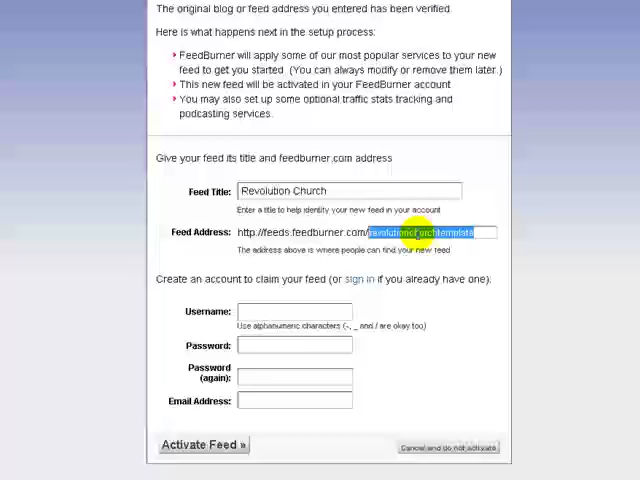 The original blog or feed address you entered has been verified.
Here is what happens next in the setup process:
FeedBurner will apply some of our most popular services to your new
feed to get you started. (You can always modify or remove them later.)
This new feed will be activated in your FeedBurner account
You may also set up some optional traffic stats tracking and
podcasting services.
Give your feed its title and feedburner.com address
Feed Title: Revolution Church
Enter a title to help identify your new feed in your account
Feed Address: http://feeds.feedburner.com/revolutionchurchtemplate
The address above is where people can find your new feed
Create an account to claim your feed (or sign in if you already have one):
Username:
Use alphanumeric characters (-, _ and / are okay too)
Password:
Password
(again):
Email Address:
Activate Feed »
Cancel and do not activate